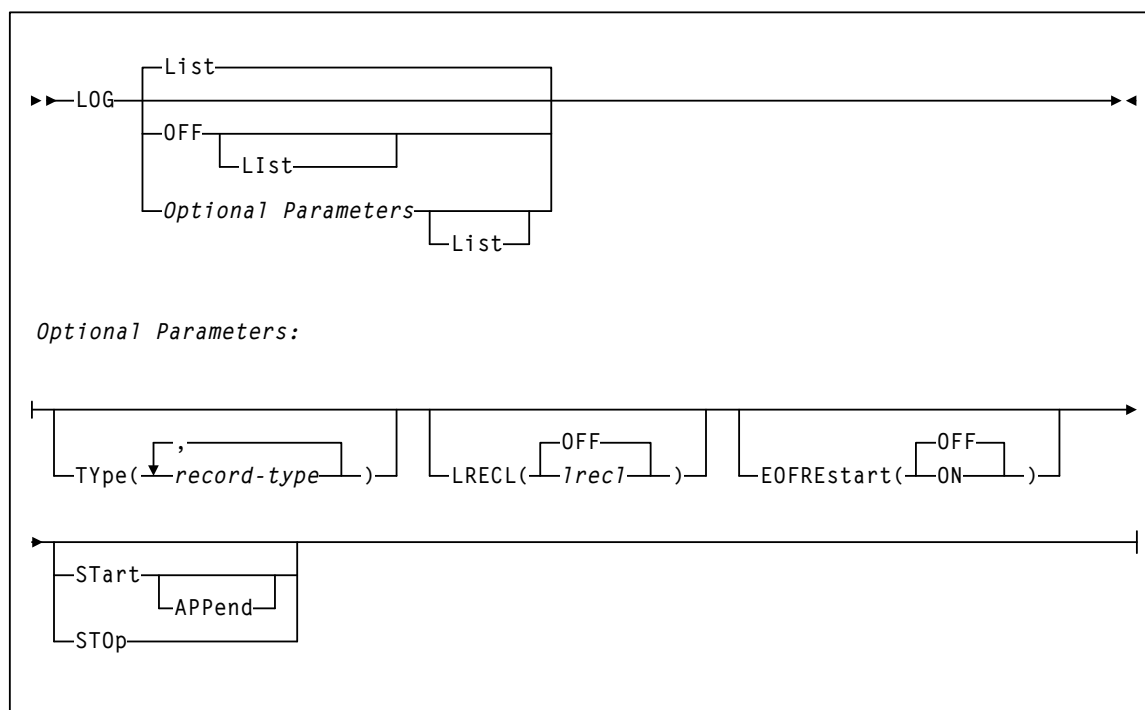 List
LOG
OFF
LIst
Optional Parameters
List
Optional Parameters:
, OFF OFF
TYpe( record-type ) LRECL( lrecl ) EOFREstart( ON )
STart
APPend
STOp